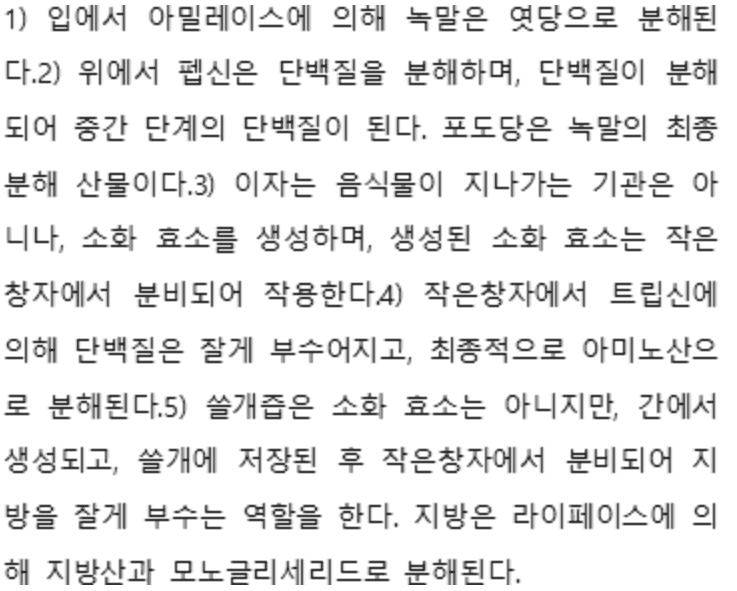 1) 입에서 아밀레이스에 의해 녹말은 엿당으로 분해된
다.2) 위에서 펩신은 단백질을 분해하며, 단백질이 분해
되어 중간 단계의 단백질이 된다. 포도당은 녹말의 최종
분해 산물이다.3) 이자는 음식물이 지나가는 기관은 아
니나, 소화 효소를 생성하며, 생성된 소화 효소는 작은
창자에서 분비되어 작용한다.4) 작은창자에서 트립신에
의해 단백질은 잘게 부수어지고, 최종적으로 아미노산으
로 분해된다.5) 쓸개즙은 소화 효소는 아니지만, 간에서
생성되고, 쓸개에 저장된 후 작은창자에서 분비되어 지
방을 잘게 부수는 역할을 한다. 지방은 라이페이스에 의
해 지방산과 모노글리세리드로 분해된다.